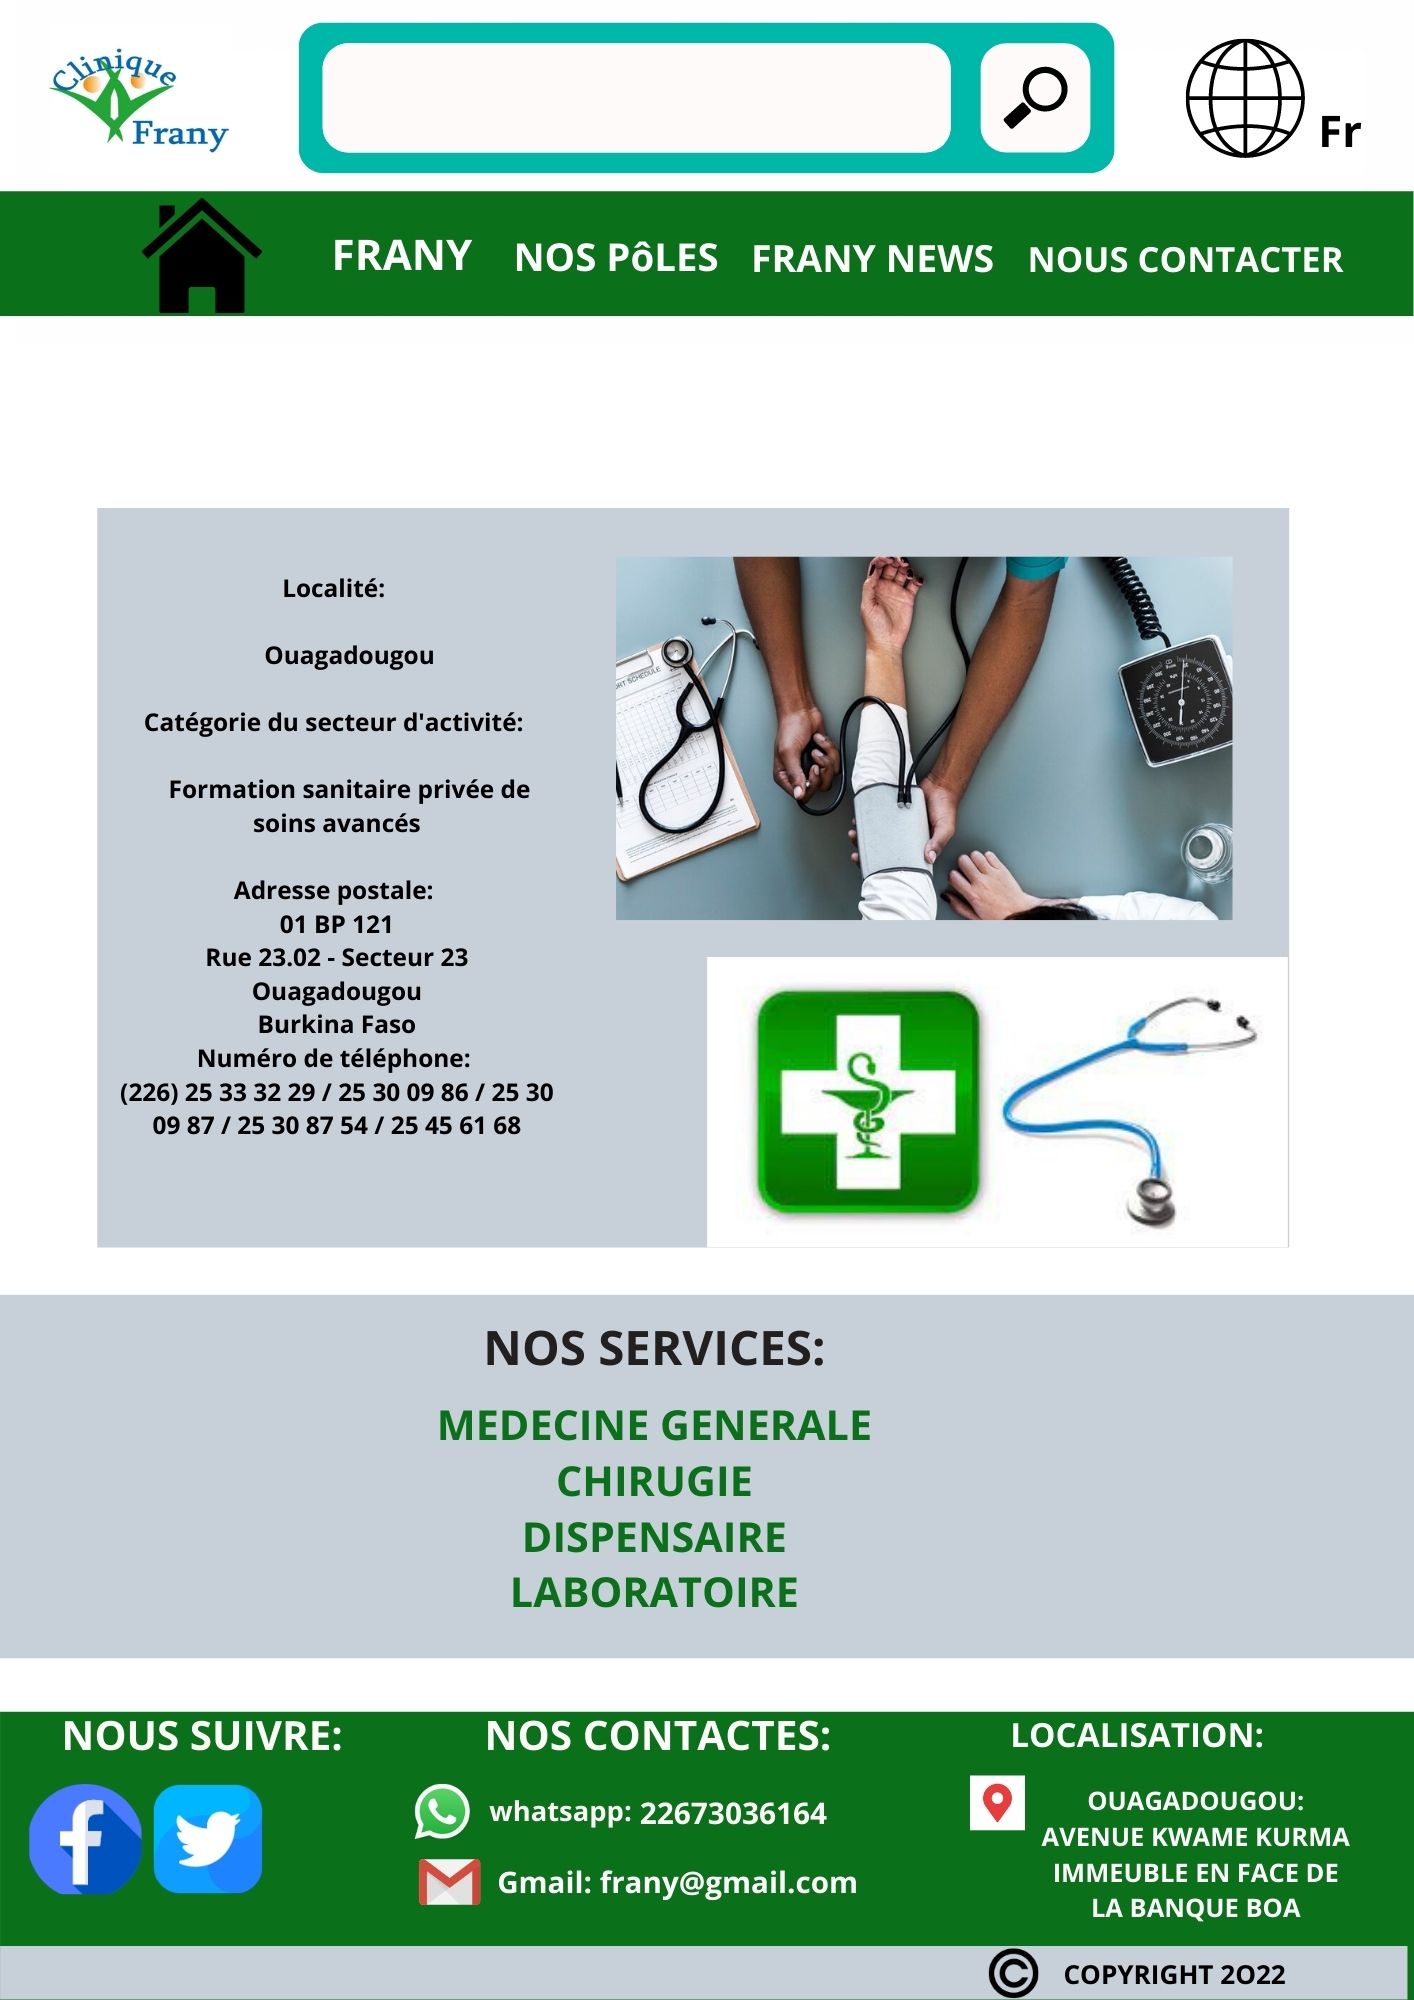 Clinique
Frany
Fr
FRANY NOS PôLES FRANY NEWS NOUS CONTACTER
Localité:
Ouagadougou
Catégorie du secteur d'activité:
Formation sanitaire privée de
soins avancés
Adresse postale:
01 BP 121
Rue 23.02 - Secteur 23
Ouagadougou
Burkina Faso
Numéro de téléphone:
(226) 25 33 32 29 / 25 30 09 86 / 25 30
09 87 / 25 30 87 54 / 25 45 61 68
NOS SERVICES:
MEDECINE GENERALE
CHIRUGIE
DISPENSAIRE
LABORATOIRE
NOUS SUIVRE:
NOS CONTACTES:
whatsapp: 22673036164
Gmail: frany@gmail.com
LOCALISATION:
OUAGADOUGOU:
AVENUE KWAME KURMA
IMMEUBLE EN FACE DE
LA BANQUE BOA
© COPYRIGHT 2O22